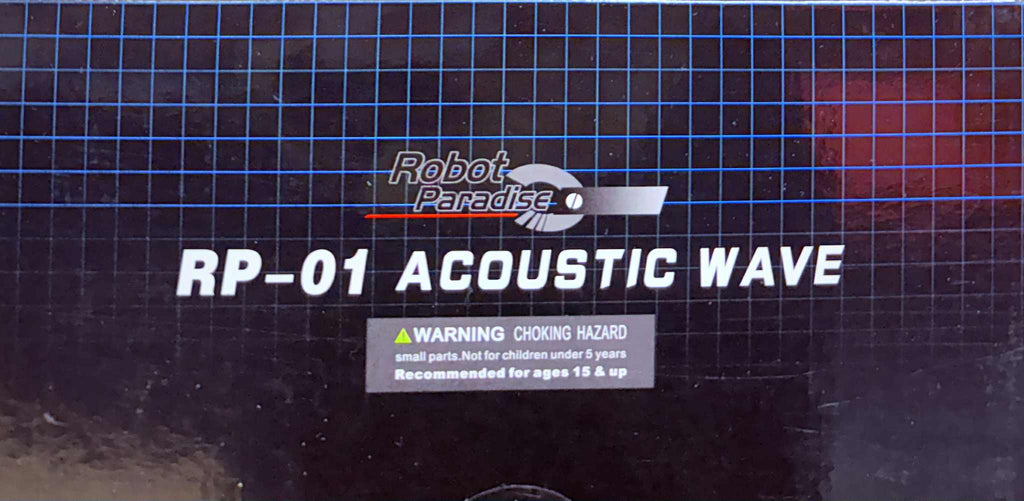 Robot
Paradise
RP-01 ACOUSTIC WAVE
WARNING CHOKING HAZARD
small parts.Not for children under 5 years
Recommended for ages 15 & up